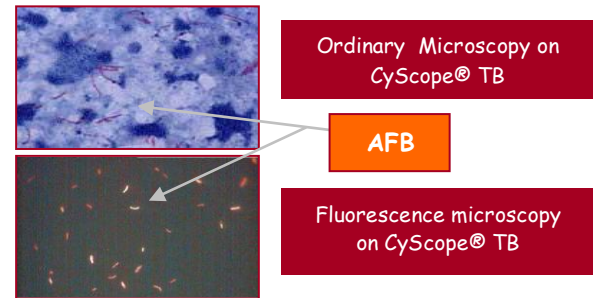 Ordinary Microscopy on
CyScope® TB
AFB
Fluorescence microscopy
on CyScope® TB